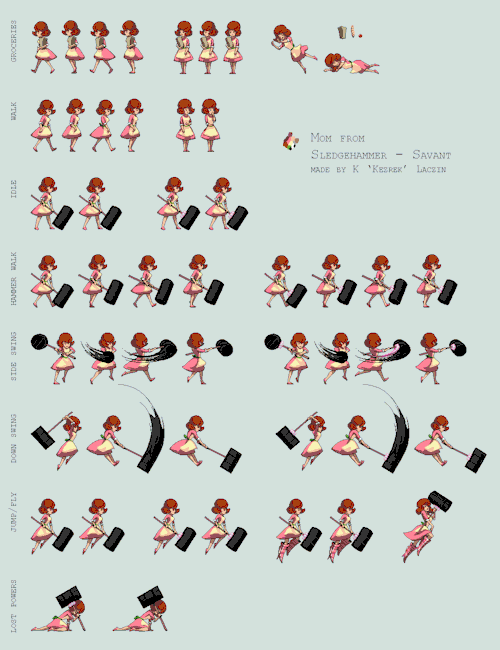 GROCERIES
WALK
Mom from
Sledgehammer - Savant
made by K 'Kezrek' Laczin
IDLE
HAMMER WALK
SIDE SWING
DOWN SWING
JUMP/FLY
LOST POWERS